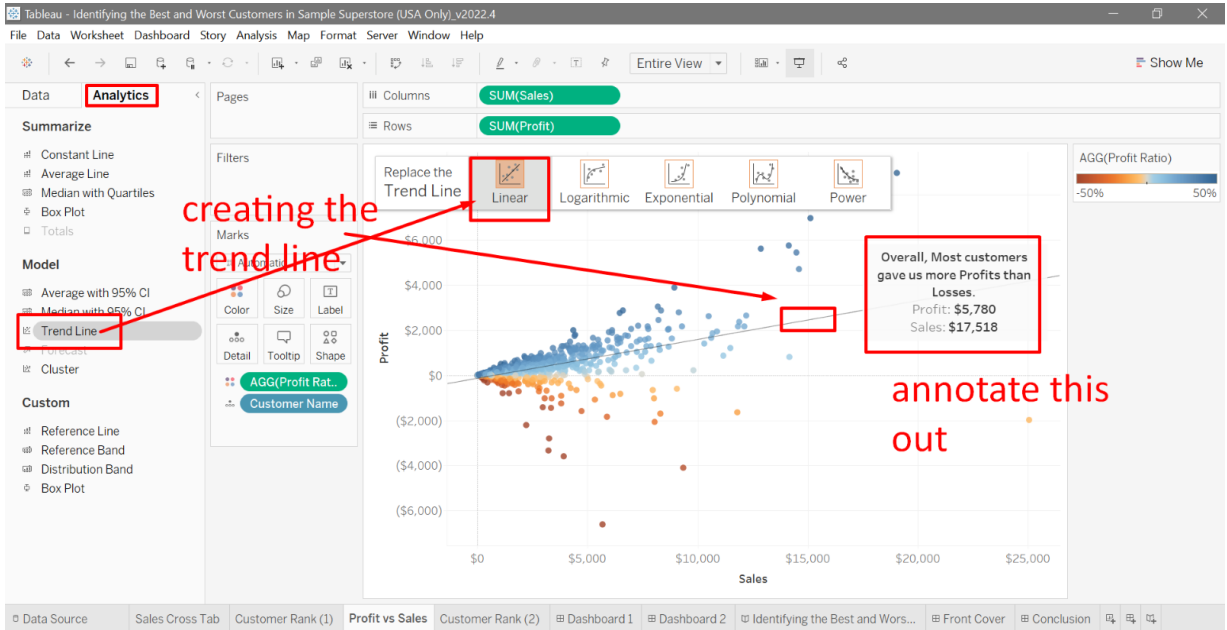 Tableau - Identifying the Best and Worst Customers in Sample Superstore (USA Only)_v2022.4
File Data Worksheet Dashboard Story Analysis Map Format Server Window Help
Entire View
Show Me
Data
Analytics
Summarize
Constant Line
Average Line
Median with Quartiles
Box Plot
Totals
Model
Average with 95% CI
Median with 95% CI
Trend Line
Forecast
Cluster
Custom
Reference Line
Reference Band
Distribution Band
Box Plot
Pages
Filters
Marks
Automatic
Color
Size
Label
Detail
Tooltip
Shape
AGG(Profit Rat..
Customer Name
Columns
SUM(Sales)
Rows
SUM(Profit)
Replace the
Trend Line
Linear
Logarithmic
Exponential
Polynomial
Power
creating the
trend line
$6,000
$4,000
$2,000
$0
($2,000)
($4,000)
($6,000)
Profit
$0
$5,000
$10,000
$15,000
$20,000
$25,000
Sales
Overall, Most customers
gave us more Profits than
Losses.
Profit: $5,780
Sales: $17,518
annotate this
out
AGG(Profit Ratio)
-50%
50%
Data Source
Sales Cross Tab
Customer Rank (1)
Profit vs Sales
Customer Rank (2)
Dashboard 1
Dashboard 2
Identifying the Best and Wors...
Front Cover
Conclusion